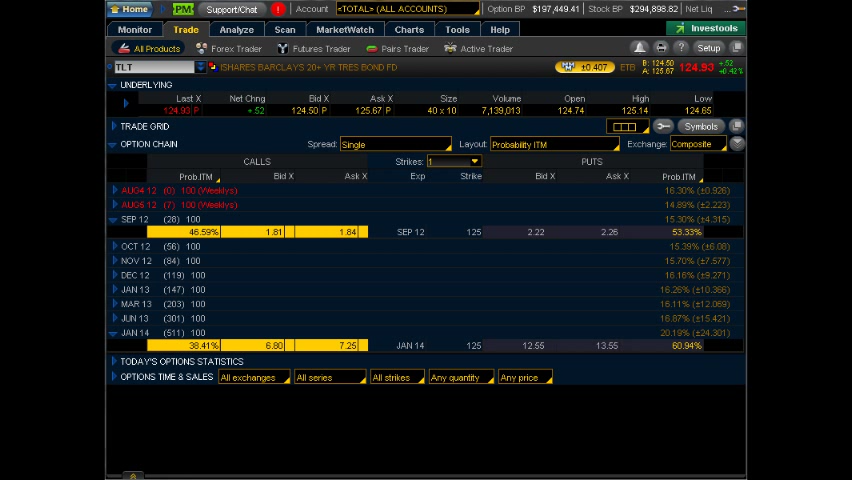 Home PM Support/Chat ! Account <TOTAL> (ALL ACCOUNTS) Option BP $197,449.41 Stock BP $294,898.82 Net Liq
Monitor Trade Analyze Scan MarketWatch Charts Tools Help Investools
All Products Forex Trader Futures Trader Pairs Trader Active Trader ? Setup
TLT ISHARES BARCLAYS 20+ YR TRES BOND FD ±0.407 ETB B: 124.50 A: 125.67 124.93 +.52 +0.42%
UNDERLYING
Last X Net Chng Bid X Ask X Size Volume Open High Low
124.93 P +.52 124.50 P 125.67 P 40 x 10 7,139,013 124.74 125.14 124.65
TRADE GRID Symbols
OPTION CHAIN Spread: Single Layout: Probability ITM Exchange: Composite
CALLS Strikes: 1 PUTS
Prob.ITM Bid X Ask X Exp Strike Bid X Ask X Prob.ITM
AUG4 12 (0) 100 (Weeklys) 16.30% (±0.926)
AUG5 12 (7) 100 (Weeklys) 14.89% (±2.223)
SEP 12 (28) 100 15.30% (±4.315)
46.59% 1.81 1.84 SEP 12 125 2.22 2.26 53.33%
OCT 12 (56) 100 15.39% (±6.08)
NOV 12 (84) 100 15.70% (±7.577)
DEC 12 (119) 100 16.16% (±9.271)
JAN 13 (147) 100 16.26% (±10.366)
MAR 13 (203) 100 16.11% (±12.069)
JUN 13 (301) 100 16.87% (±15.421)
JAN 14 (511) 100 20.19% (±24.301)
38.41% 6.80 7.25 JAN 14 125 12.55 13.55 60.94%
TODAY'S OPTIONS STATISTICS
OPTIONS TIME & SALES All exchanges All series All strikes Any quantity Any price